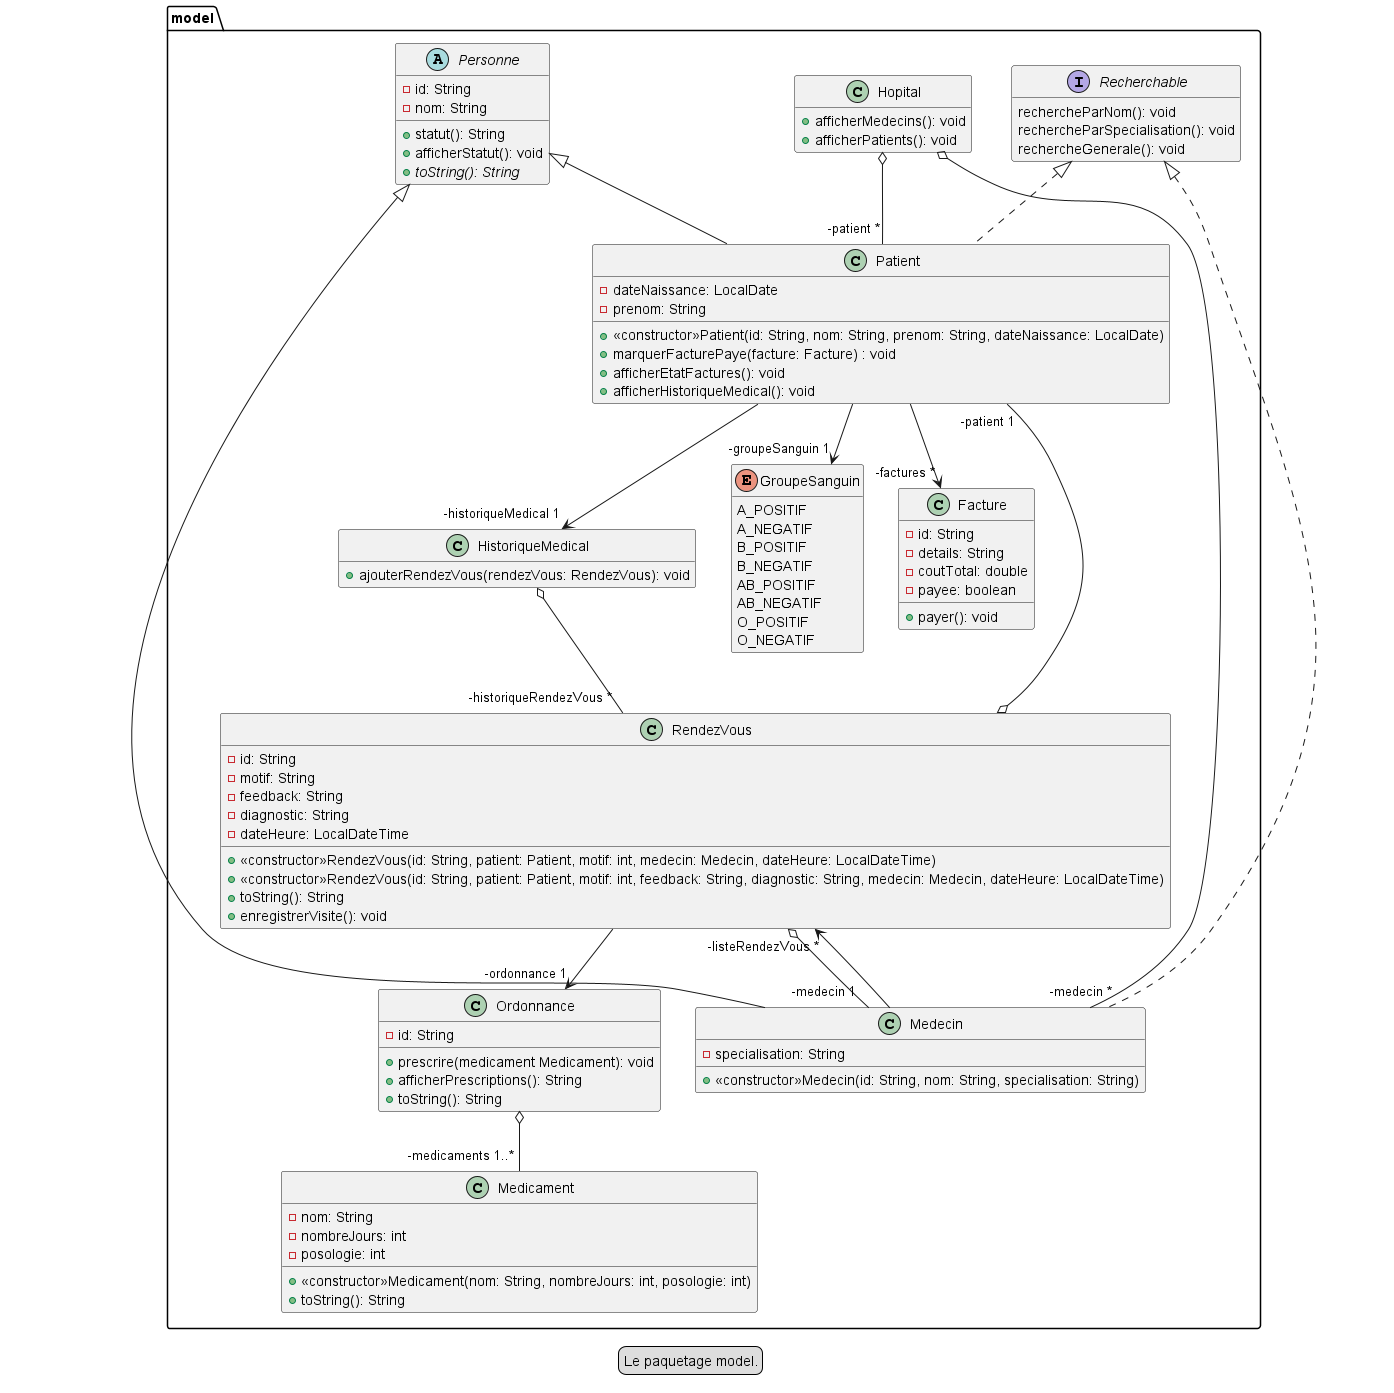 model
A Personne
id: String
nom: String
statut(): String
afficherStatut(): void
toString(): String
C Hopital
afficherMedecins(): void
afficherPatients(): void
I Recherchable
rechercheParNom(): void
rechercheParSpecialisation(): void
rechercheGenerale(): void
-patient *
C Patient
dateNaissance: LocalDate
prenom: String
«constructor»Patient(id: String, nom: String, prenom: String, dateNaissance: LocalDate)
marquerFacturePaye(facture: Facture) : void
afficherEtatFactures(): void
afficherHistoriqueMedical(): void
-patient 1
-groupeSanguin 1
-factures *
-historiqueMedical 1
E GroupeSanguin
A_POSITIF
A_NEGATIF
B_POSITIF
B_NEGATIF
AB_POSITIF
AB_NEGATIF
O_POSITIF
O_NEGATIF
C Facture
id: String
details: String
coutTotal: double
payee: boolean
payer(): void
C HistoriqueMedical
ajouterRendezVous(rendezVous: RendezVous): void
-historiqueRendezVous *
C RendezVous
id: String
motif: String
feedback: String
diagnostic: String
dateHeure: LocalDateTime
«constructor»RendezVous(id: String, patient: Patient, motif: int, medecin: Medecin, dateHeure: LocalDateTime)
«constructor»RendezVous(id: String, patient: Patient, motif: int, feedback: String, diagnostic: String, medecin: Medecin, dateHeure: LocalDateTime)
toString(): String
enregistrerVisite(): void
-listeRendezVous *
-ordonnance 1
-medecin 1
-medecin *
C Ordonnance
id: String
prescrire(medicament Medicament): void
afficherPrescriptions(): String
toString(): String
C Medecin
specialisation: String
«constructor»Medecin(id: String, nom: String, specialisation: String)
-medicaments 1..*
C Medicament
nom: String
nombreJours: int
posologie: int
«constructor»Medicament(nom: String, nombreJours: int, posologie: int)
toString(): String
Le paquetage model.